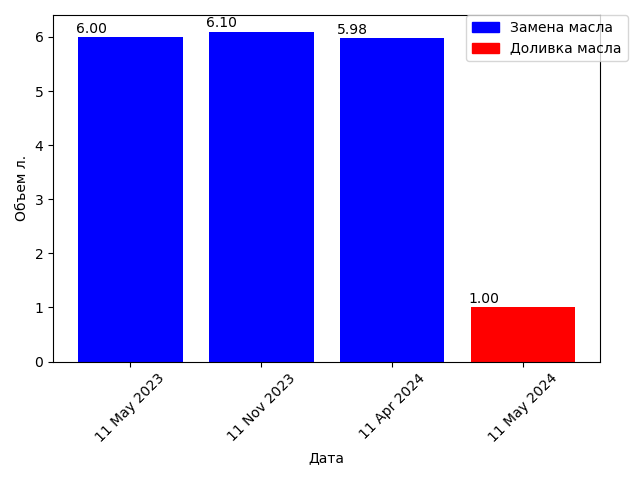 Замена масла
Доливка масла
6.00
6.10
5.98
1.00
Объем л.
6
5
4
3
2
1
0
11 May 2023
11 Nov 2023
11 Apr 2024
11 May 2024
Дата